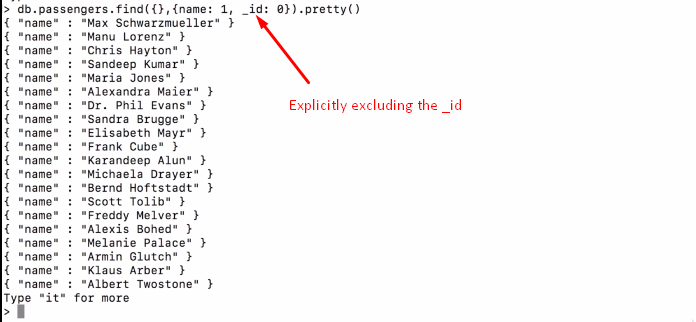 > db.passengers.find({},{name: 1, _id: 0}).pretty()
{ "name" : "Max Schwarzmueller" }
{ "name" : "Manu Lorenz" }
{ "name" : "Chris Hayton" }
{ "name" : "Sandeep Kumar" }
{ "name" : "Maria Jones" }
{ "name" : "Alexandra Maier" }
{ "name" : "Dr. Phil Evans" }
{ "name" : "Sandra Brugge" }
{ "name" : "Elisabeth Mayr" }
{ "name" : "Frank Cube" }
{ "name" : "Karandeep Alun" }
{ "name" : "Michaela Drayer" }
{ "name" : "Bernd Hoftstadt" }
{ "name" : "Scott Tolib" }
{ "name" : "Freddy Melver" }
{ "name" : "Alexis Bohed" }
{ "name" : "Melanie Palace" }
{ "name" : "Armin Glutch" }
{ "name" : "Klaus Arber" }
{ "name" : "Albert Twostone" }
Type "it" for more
>
Explicitly excluding the _id